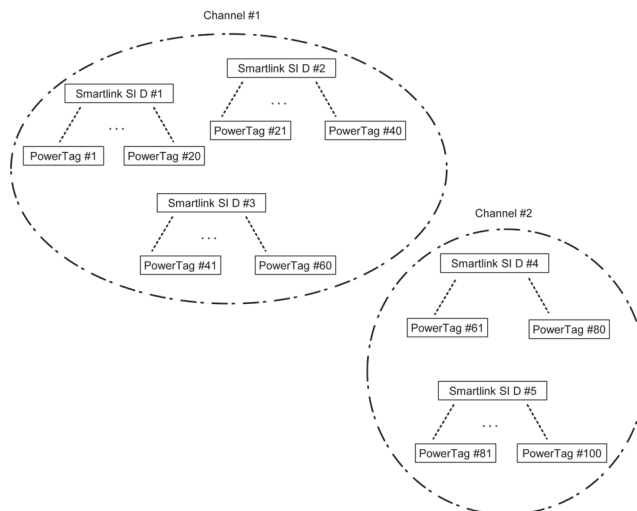 Channel #1
Smartlink SI D #2
Smartlink SI D #1
...
...
PowerTag #21
PowerTag #40
PowerTag #1
PowerTag #20
Smartlink SI D #3
...
PowerTag #41
PowerTag #60
Channel #2
Smartlink SI D #4
PowerTag #61
PowerTag #80
Smartlink SI D #5
...
PowerTag #81
PowerTag #100